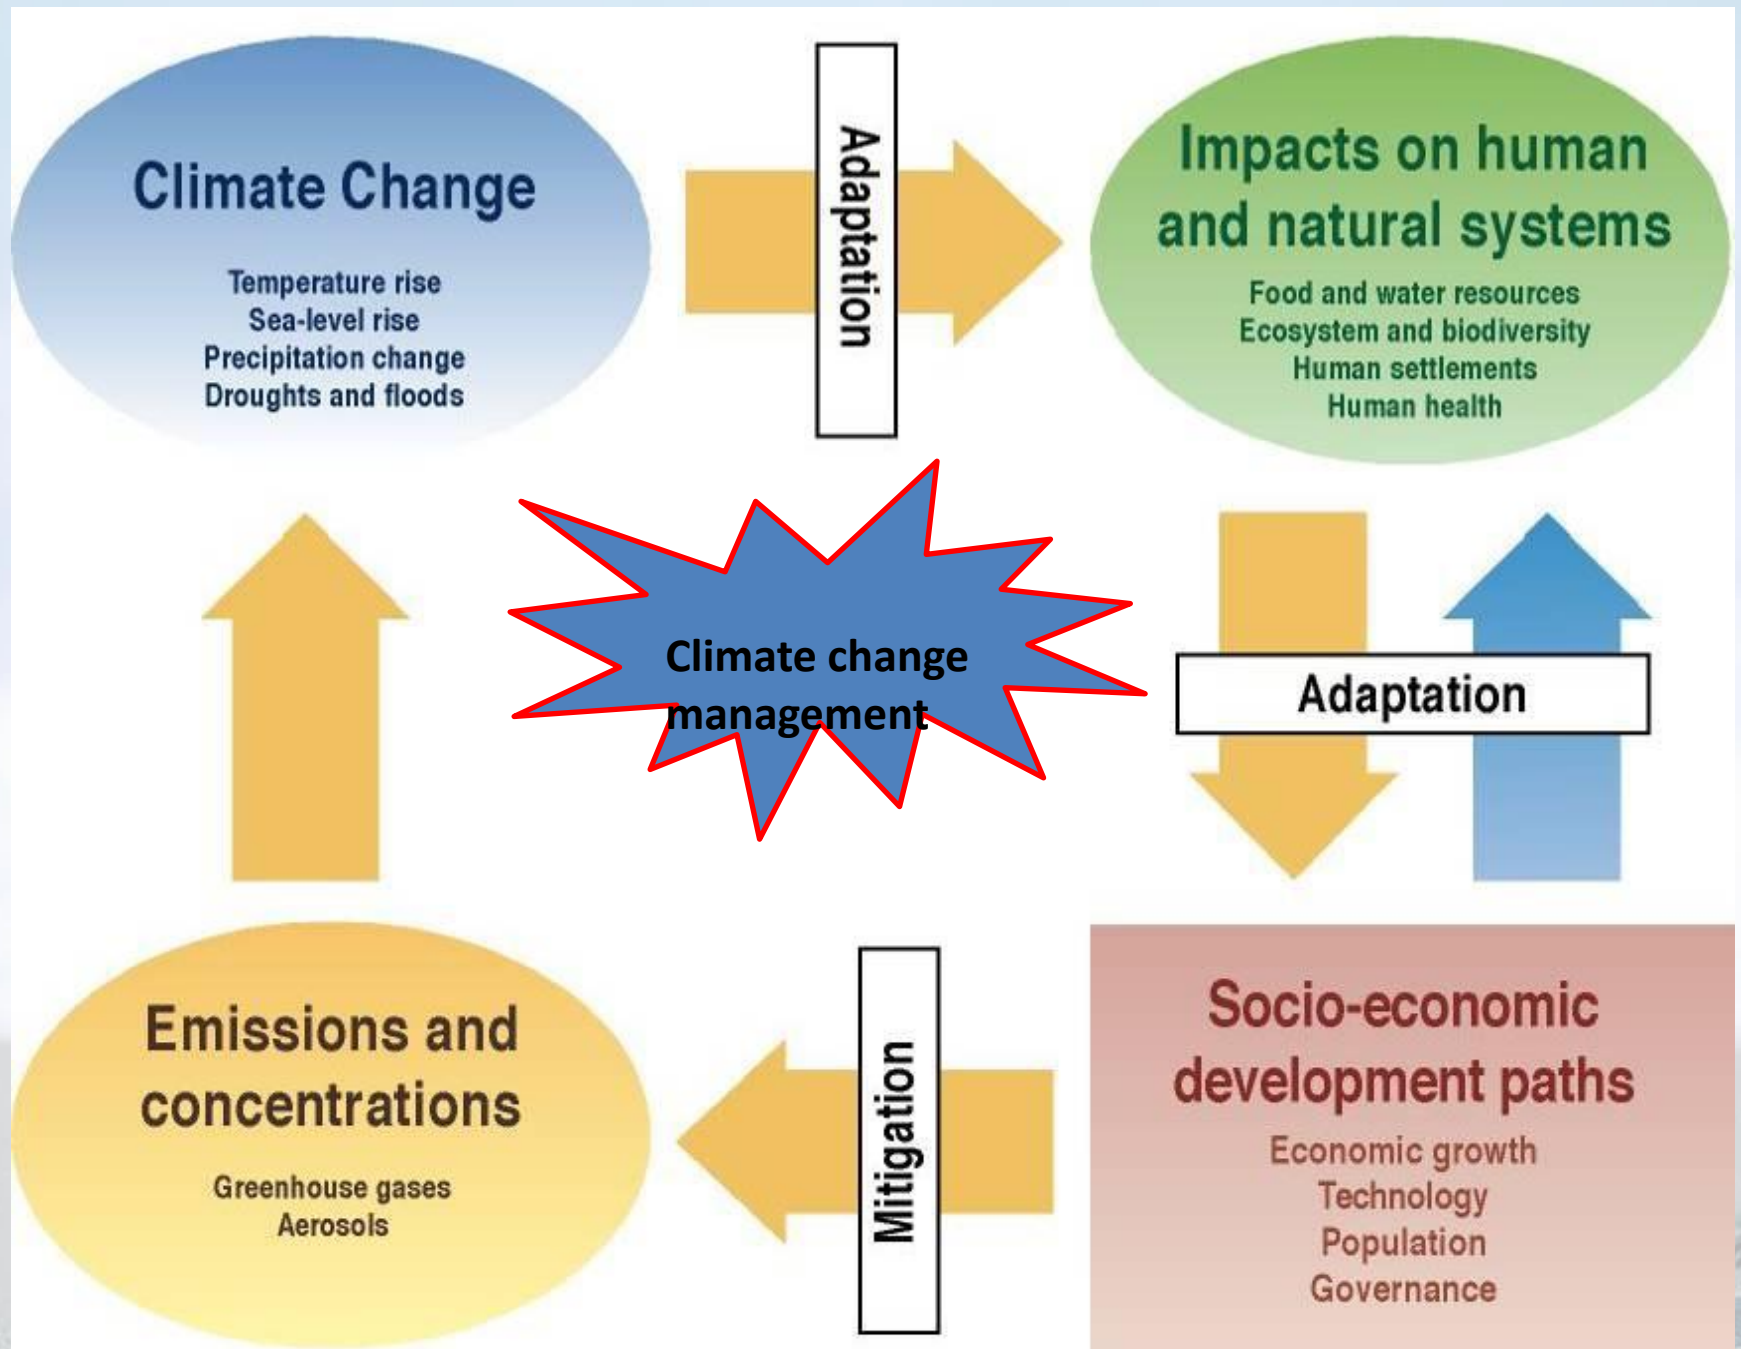 Climate Change
Temperature rise
Sea-level rise
Precipitation change
Droughts and floods
Adaptation
Impacts on human
and natural systems
Food and water resources
Ecosystem and biodiversity
Human settlements
Human health
Climate change
management
Adaptation
Emissions and
concentrations
Greenhouse gases
Aerosols
Mitigation
Socio-economic
development paths
Economic growth
Technology
Population
Governance